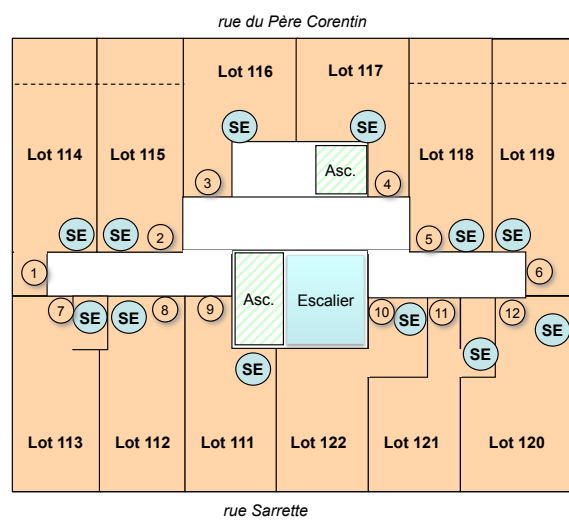 rue du Père Corentin
Lot 116 Lot 117
SE SE
Lot 114 Lot 115 Lot 118 Lot 119
Asc.
3 4
SE SE 2 5 SE SE
1 6
7 8 9 Asc. Escalier 10 11 12
SE SE SE SE
SE SE
Lot 113 Lot 112 Lot 111 Lot 122 Lot 121 Lot 120
rue Sarrette